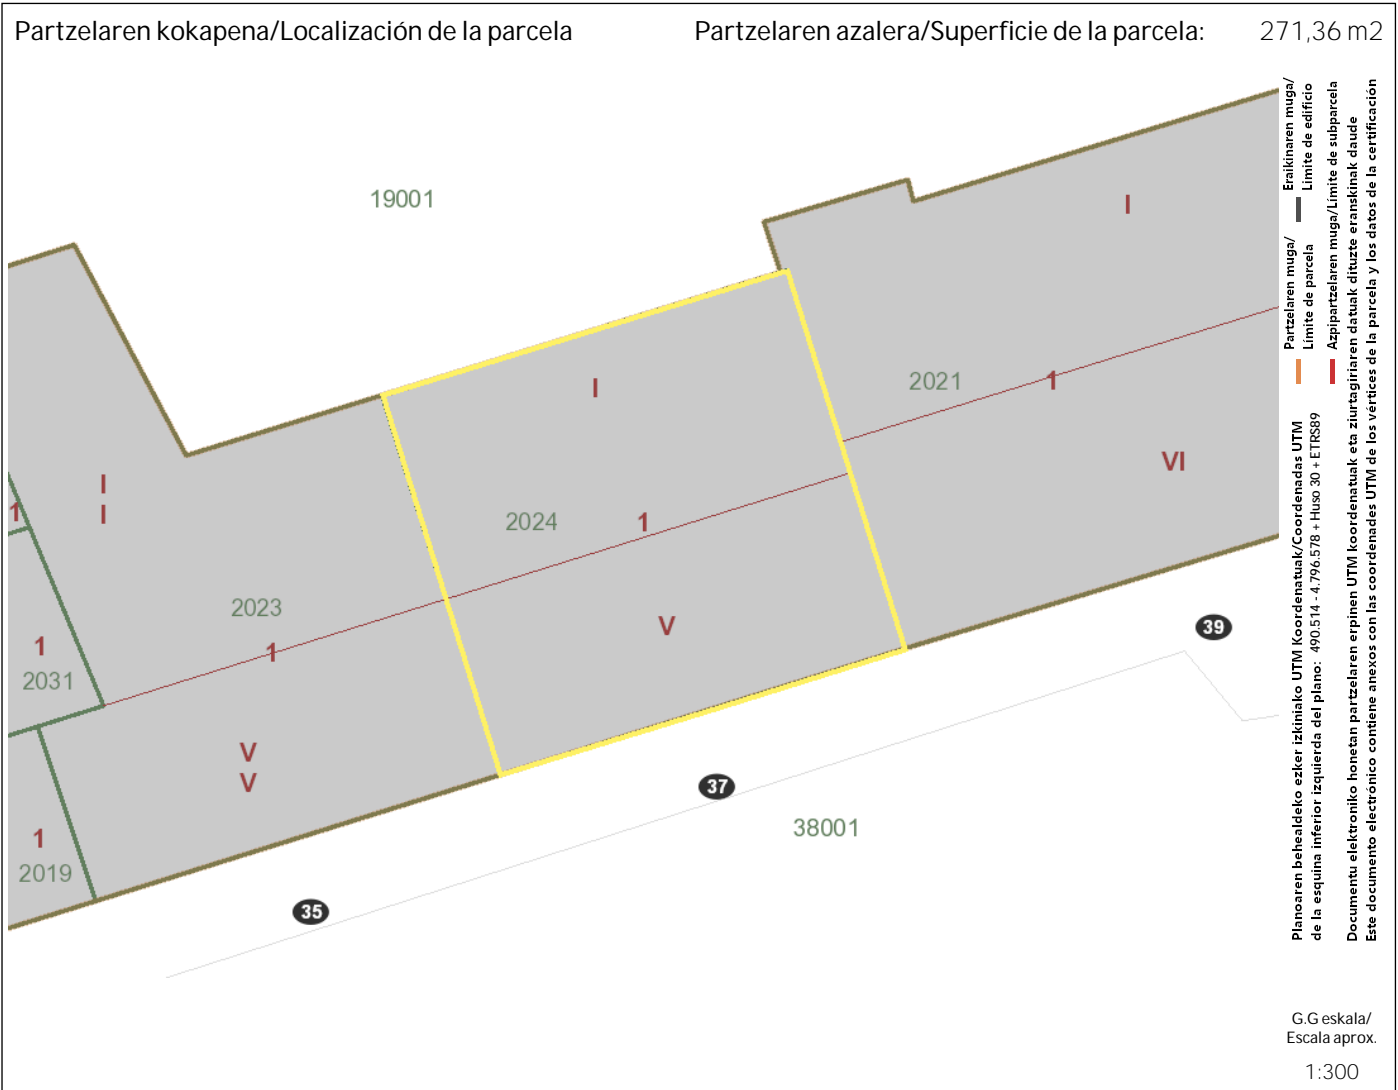 Partzelaren kokapena/Localización de la parcela
Partzelaren azalera/Superficie de la parcela: 271,36 m2
19001
I
I
1
2021
VI
I
I
1
2024
1
2023
1
V
39
1
2031
V
V
37
38001
1
2019
35
Partzelaren muga/
Límite de parcela
Eraikinaren muga/
Límite de edificio
Azpipartzelaren muga/Límite de subparcela
Planoaren behealdeko ezker izkiniako UTM Koordenatuak/Coordenadas UTM
de la esquina inferior izquierda del plano: 490.514 - 4.796.578 + Huso 30 + ETRS89
Documentu elektroniko honetan partzelaren erpinen UTM koordenatuak eta ziurtagiriaren datuak dituzte eranskinak daude
Este documento electrónico contiene anexos con las coordenades UTM de los vértices de la parcela y los datos de la certificación
G.G eskala/
Escala aprox.
1:300